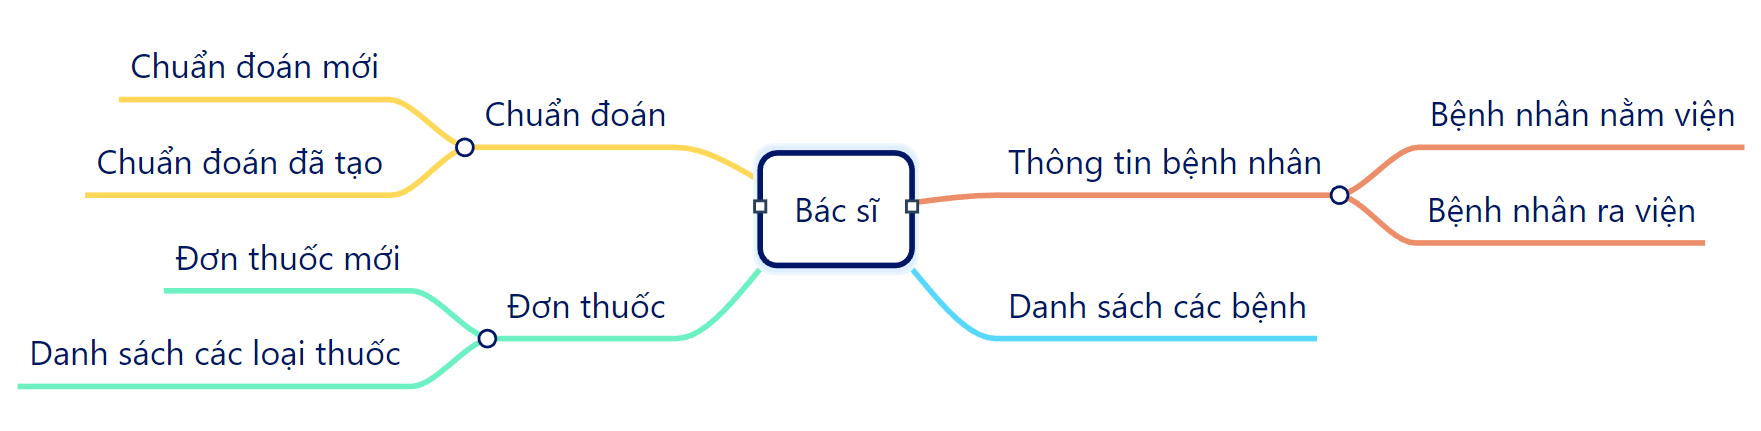 Chuẩn đoán mới
Chuẩn đoán
Chuẩn đoán đã tạo
Đơn thuốc mới
Đơn thuốc
Danh sách các loại thuốc
Bác sĩ
Thông tin bệnh nhân
Bệnh nhân nằm viện
Bệnh nhân ra viện
Danh sách các bệnh